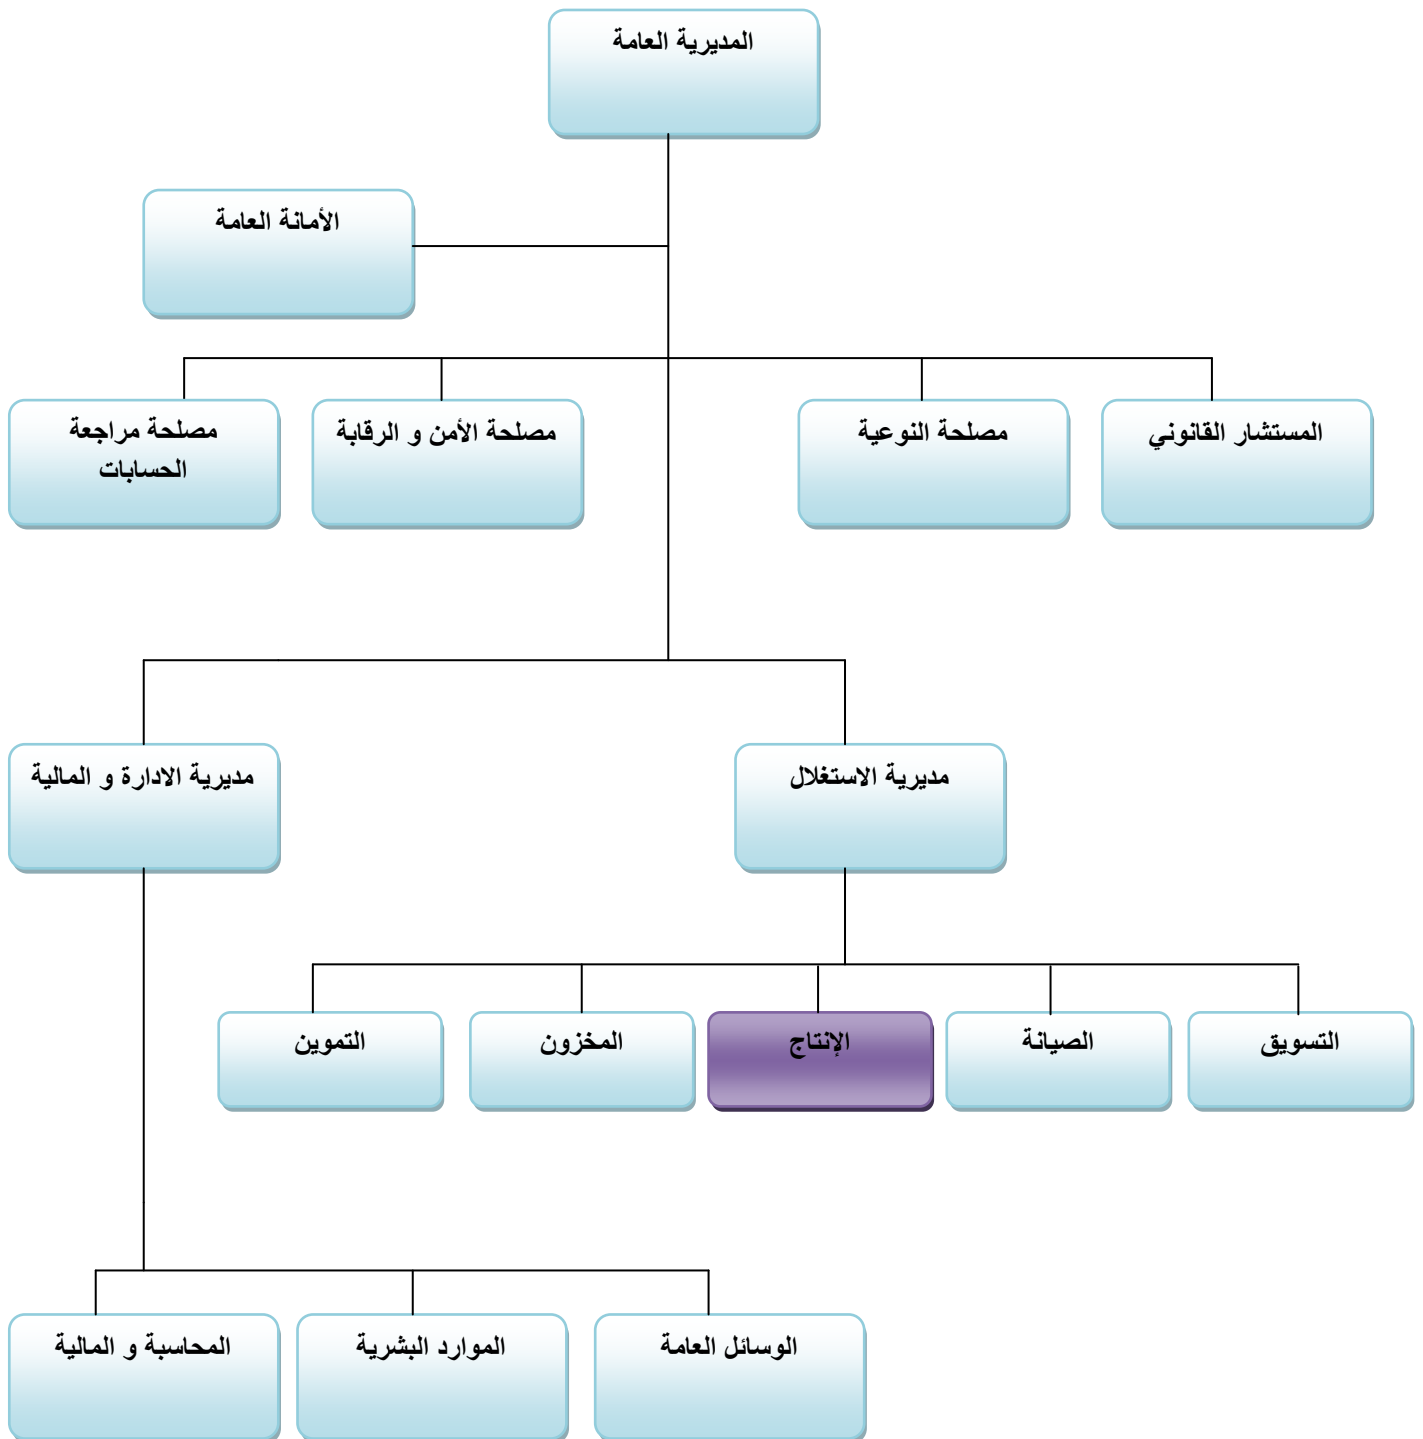 المديرية العامة
الأمانة العامة
المستشار القانوني
مصلحة النوعية
مصلحة الأمن و الرقابة
مصلحة مراجعة
الحسابات
مديرية الاستغلال
مديرية الادارة و المالية
التسويق
الصيانة
الإنتاج
المخزون
التموين
الوسائل العامة
الموارد البشرية
المحاسبة و المالية